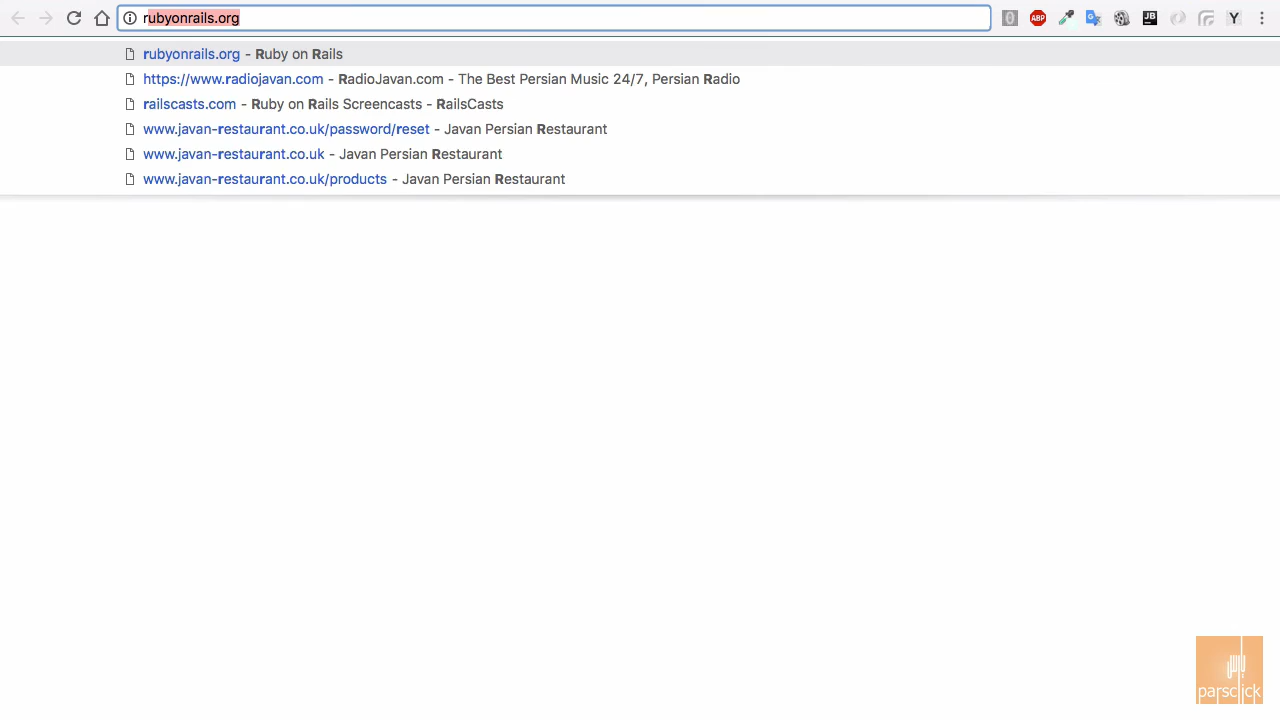 rubyonrails.org
ABP
JB
Y
rubyonrails.org - Ruby on Rails
https://www.radiojavan.com - RadioJavan.com - The Best Persian Music 24/7, Persian Radio
railscasts.com - Ruby on Rails Screencasts - RailsCasts
www.javan-restaurant.co.uk/password/reset - Javan Persian Restaurant
www.javan-restaurant.co.uk - Javan Persian Restaurant
www.javan-restaurant.co.uk/products - Javan Persian Restaurant
parsclick